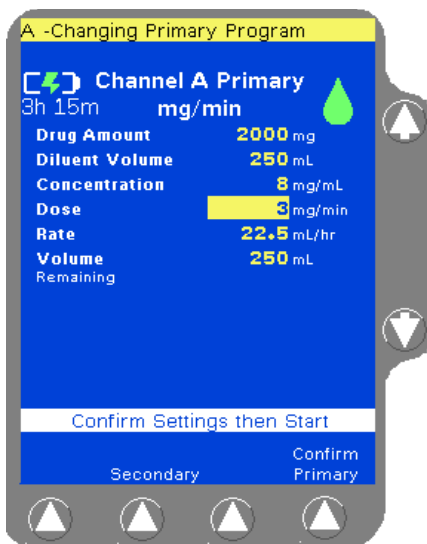 A -Changing Primary Program
Channel A Primary
3h 15m mg/min
Drug Amount 2000 mg
Diluent Volume 250 mL
Concentration 8 mg/mL
Dose 3 mg/min
Rate 22.5 mL/hr
Volume 250 mL
Remaining
Confirm Settings then Start
Secondary Confirm
Primary